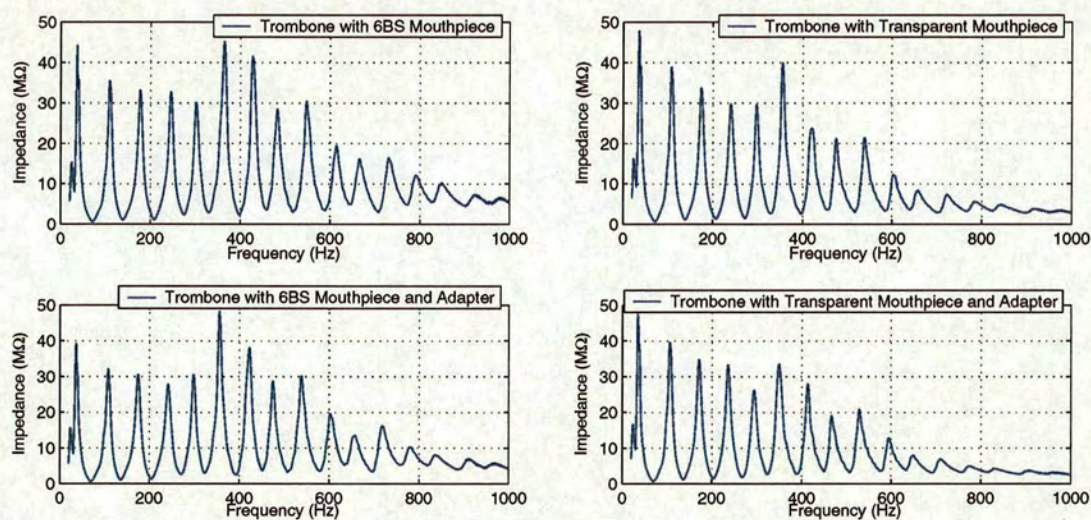 Trombone with 6BS Mouthpiece
Impedance (MΩ)
50
40
30
20
10
0
0 200 400 600 800 1000
Frequency (Hz)
Trombone with Transparent Mouthpiece
Impedance (MΩ)
50
40
30
20
10
0
0 200 400 600 800 1000
Frequency (Hz)
Trombone with 6BS Mouthpiece and Adapter
Impedance (MΩ)
50
40
30
20
10
0
0 200 400 600 800 1000
Frequency (Hz)
Trombone with Transparent Mouthpiece and Adapter
Impedance (MΩ)
50
40
30
20
10
0
0 200 400 600 800 1000
Frequency (Hz)